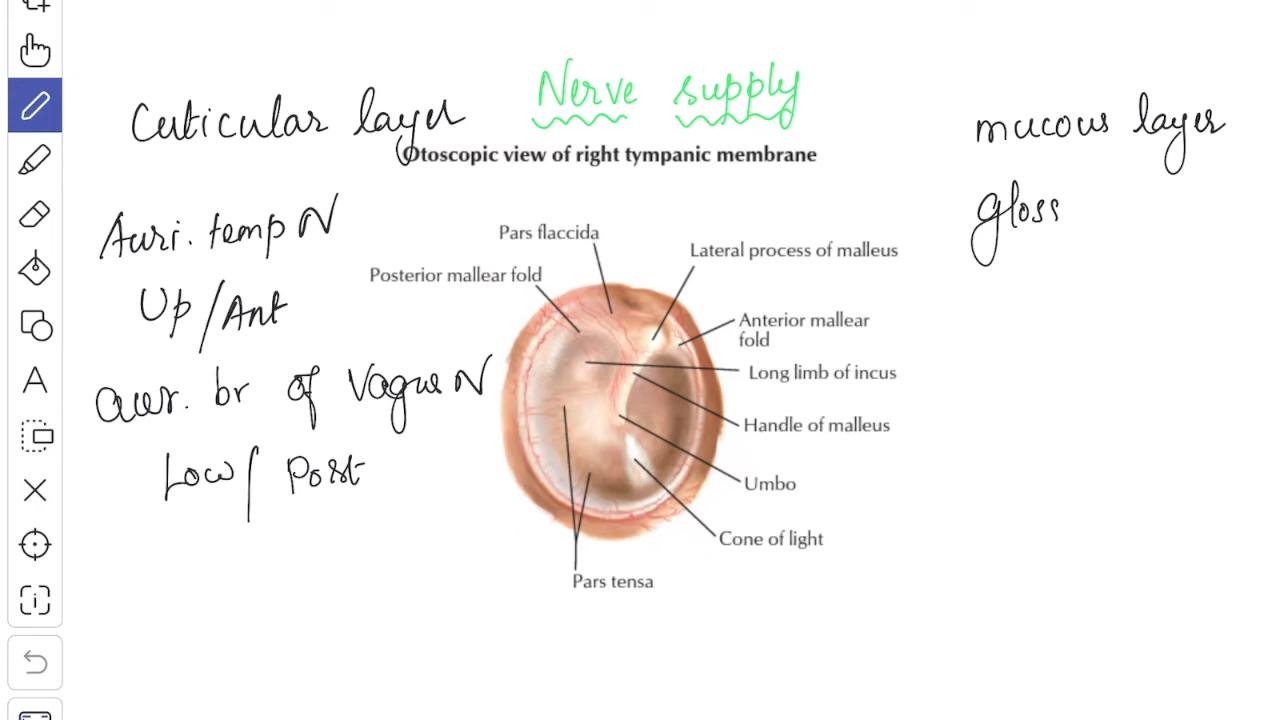 Nerve supply
Cuticular layer
mucous layer
Otoscopic view of right tympanic membrane
Auri. temp N
gloss
Up/Ant
aur. br of Vague N
Low/ Post
Pars flaccida
Lateral process of malleus
Posterior mallear fold
Anterior mallear
fold
Long limb of incus
Handle of malleus
Umbo
Cone of light
Pars tensa
A